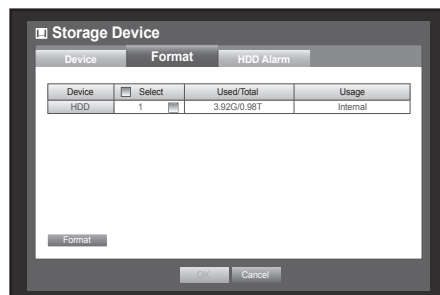 Storage Device
Device Format HDD Alarm
Device Select Used/Total Usage
HDD 1 3.92G/0.98T Internal
Format
OK Cancel